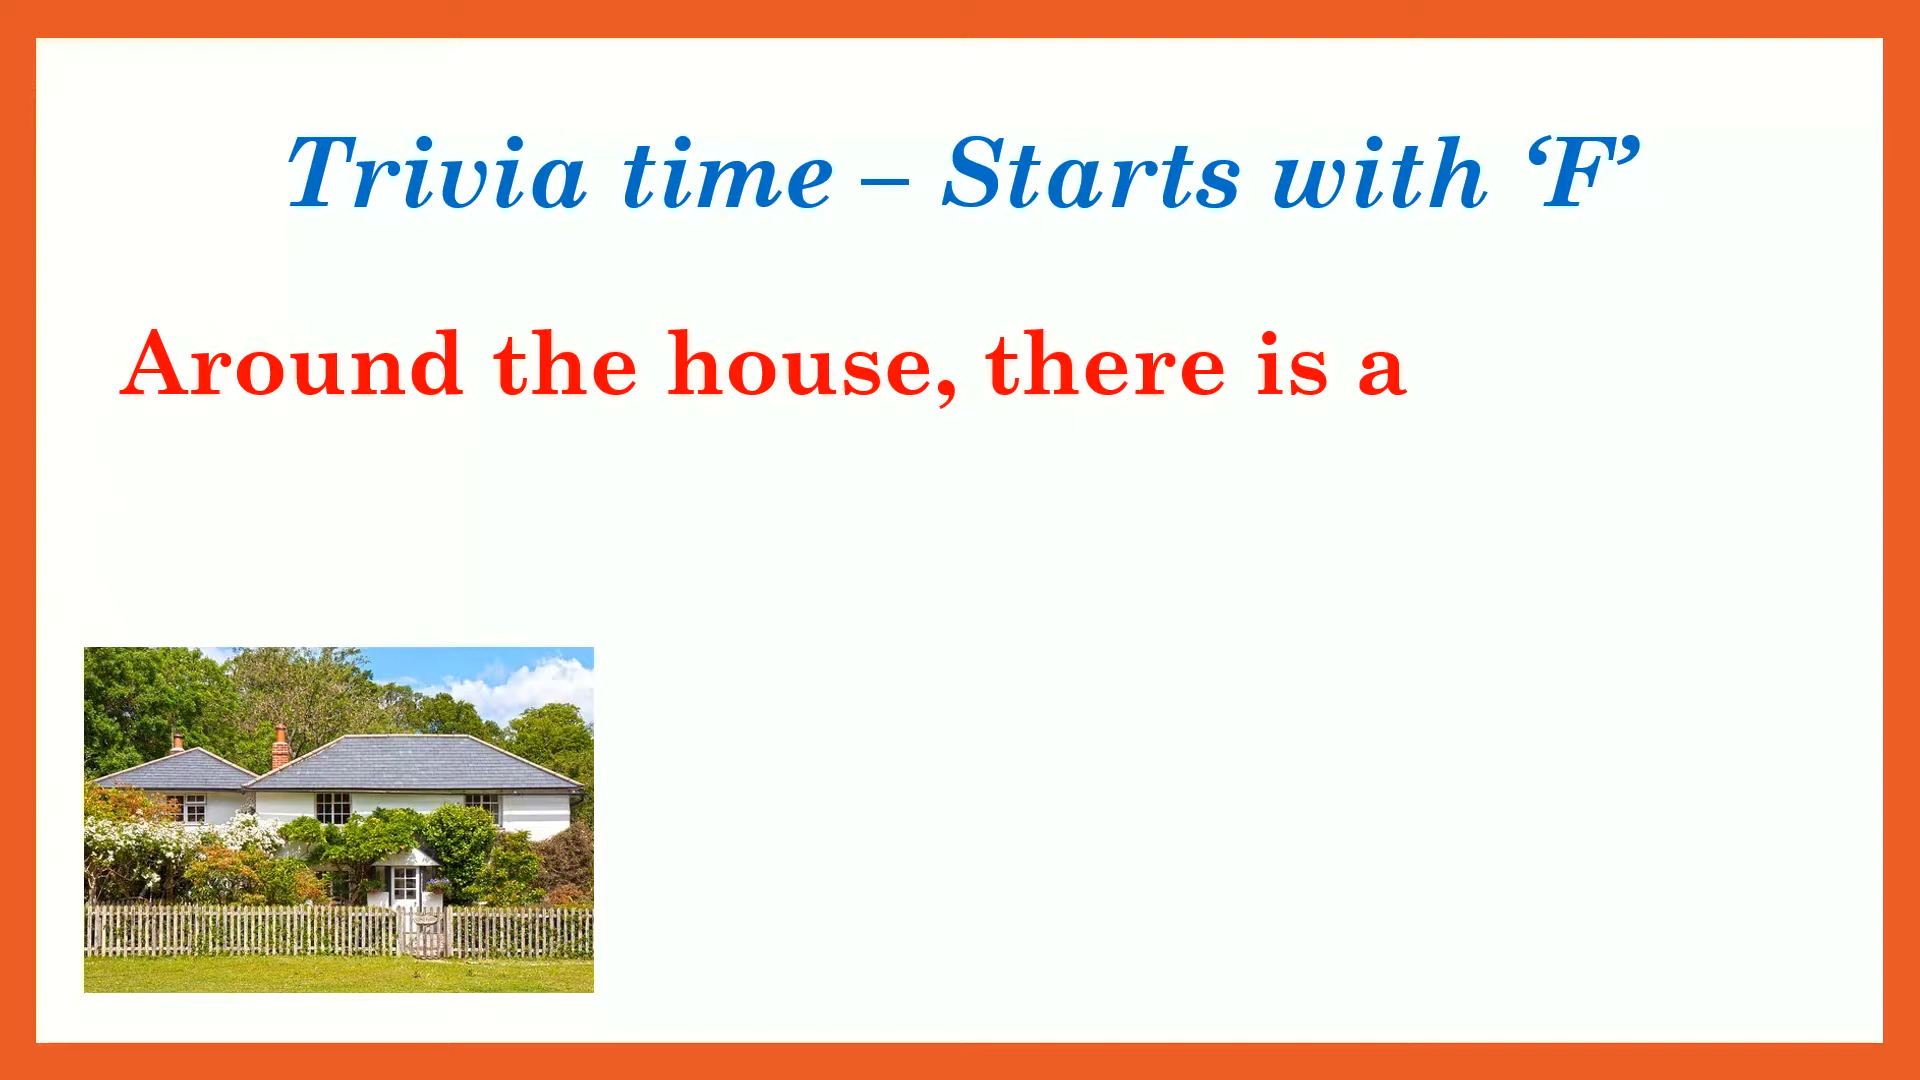 Trivia time – Starts with ‘F’
Around the house, there is a